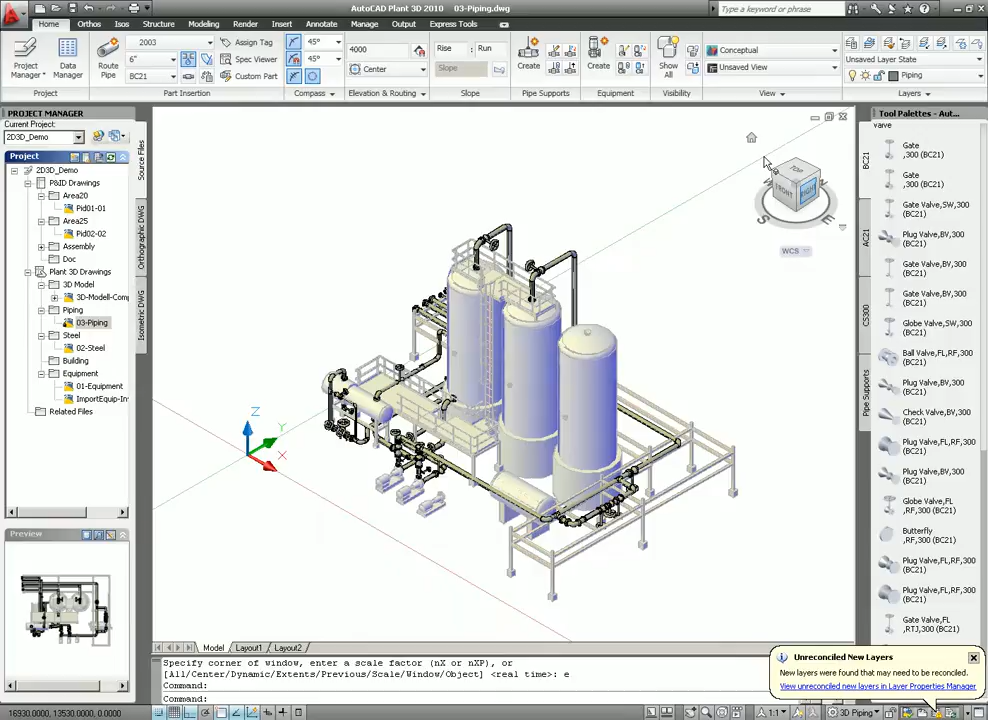 AutoCAD Plant 3D 2010 03-Piping.dwg
Type a keyword or phrase
Home Orthos Isos Structure Modeling Render Insert Annotate Manage Output Express Tools
Project Manager
Data Manager
Project
Route Pipe
2003
6"
BC21
Assign Tag
Spec Viewer
Custom Part
Part Insertion
45°
45°
Compass
4000
Center
Elevation & Routing
Rise : Run
Slope
Slope
Create
Pipe Supports
Create
Equipment
Show All
Visibility
Conceptual
Unsaved View
View
Unsaved Layer State
Piping
Layers
PROJECT MANAGER
Current Project:
2D3D_Demo
Project
2D3D_Demo
P&ID Drawings
Area20
Pid01-01
Area25
Pid02-02
Assembly
Doc
Plant 3D Drawings
3D Model
3D-Modell-Com
Piping
03-Piping
Steel
02-Steel
Building
Equipment
01-Equipment
ImportEquip-In
Related Files
Source Files
Orthographic DWG
Isometric DWG
Preview
TOP
FRONT
RIGHT
S
WCS
Z
Y
X
Tool Palettes - Aut...
valve
Gate
,300 (BC21)
Gate
,300 (BC21)
Gate Valve,SW,300
(BC21)
Plug Valve,BV,300
(BC21)
Gate Valve,BV,300
(BC21)
Gate Valve,BV,300
(BC21)
Globe Valve,SW,300
(BC21)
Ball Valve,FL,RF,300
(BC21)
Plug Valve,BV,300
(BC21)
Check Valve,BV,300
(BC21)
Plug Valve,FL,RF,300
(BC21)
Plug Valve,BV,300
(BC21)
Globe Valve,FL
,RF,300 (BC21)
Butterfly
,RF,300 (BC21)
Plug Valve,FL,RF,300
(BC21)
Plug Valve,FL,RF,300
(BC21)
Gate Valve,FL
,RTJ,300 (BC21)
BC21
AC21
CS300
Pipe Supports
Model Layout1 Layout2
Specify corner of window, enter a scale factor (nX or nXP), or
[All/Center/Dynamic/Extents/Previous/Scale/Window/Object] <real time>: e
Command:
Command:
Unreconciled New Layers
New layers were found that may need to be reconciled.
View unreconciled new layers in Layer Properties Manager
-16930, 13530.0000, 0.0000
1:1
3D Piping